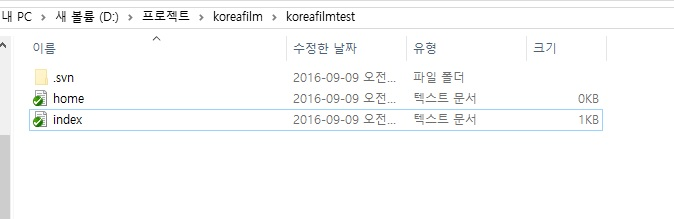 내 PC > 새 볼륨 (D:) > 프로젝트 > koreafilm > koreafilmtest
이름 수정한 날짜 유형 크기
.svn 2016-09-09 오전... 파일 폴더
home 2016-09-09 오전... 텍스트 문서 0KB
index 2016-09-09 오전... 텍스트 문서 1KB